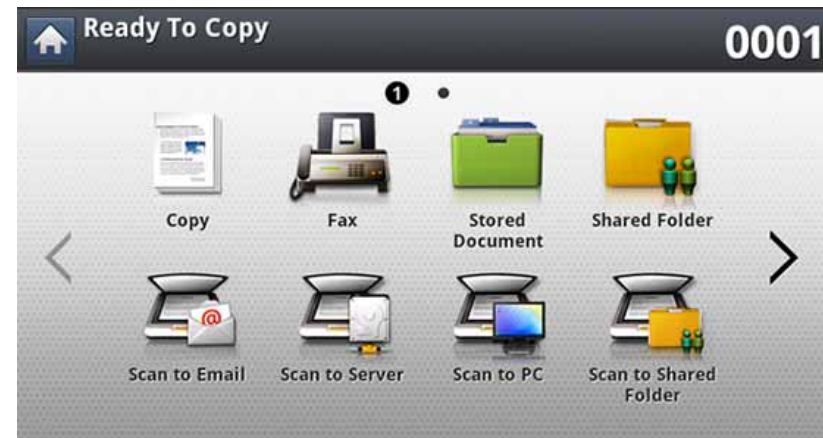 Ready To Copy
0001
1
Copy
Fax
Stored
Document
Shared Folder
@
Scan to Email
Scan to Server
Scan to PC
Scan to Shared
Folder